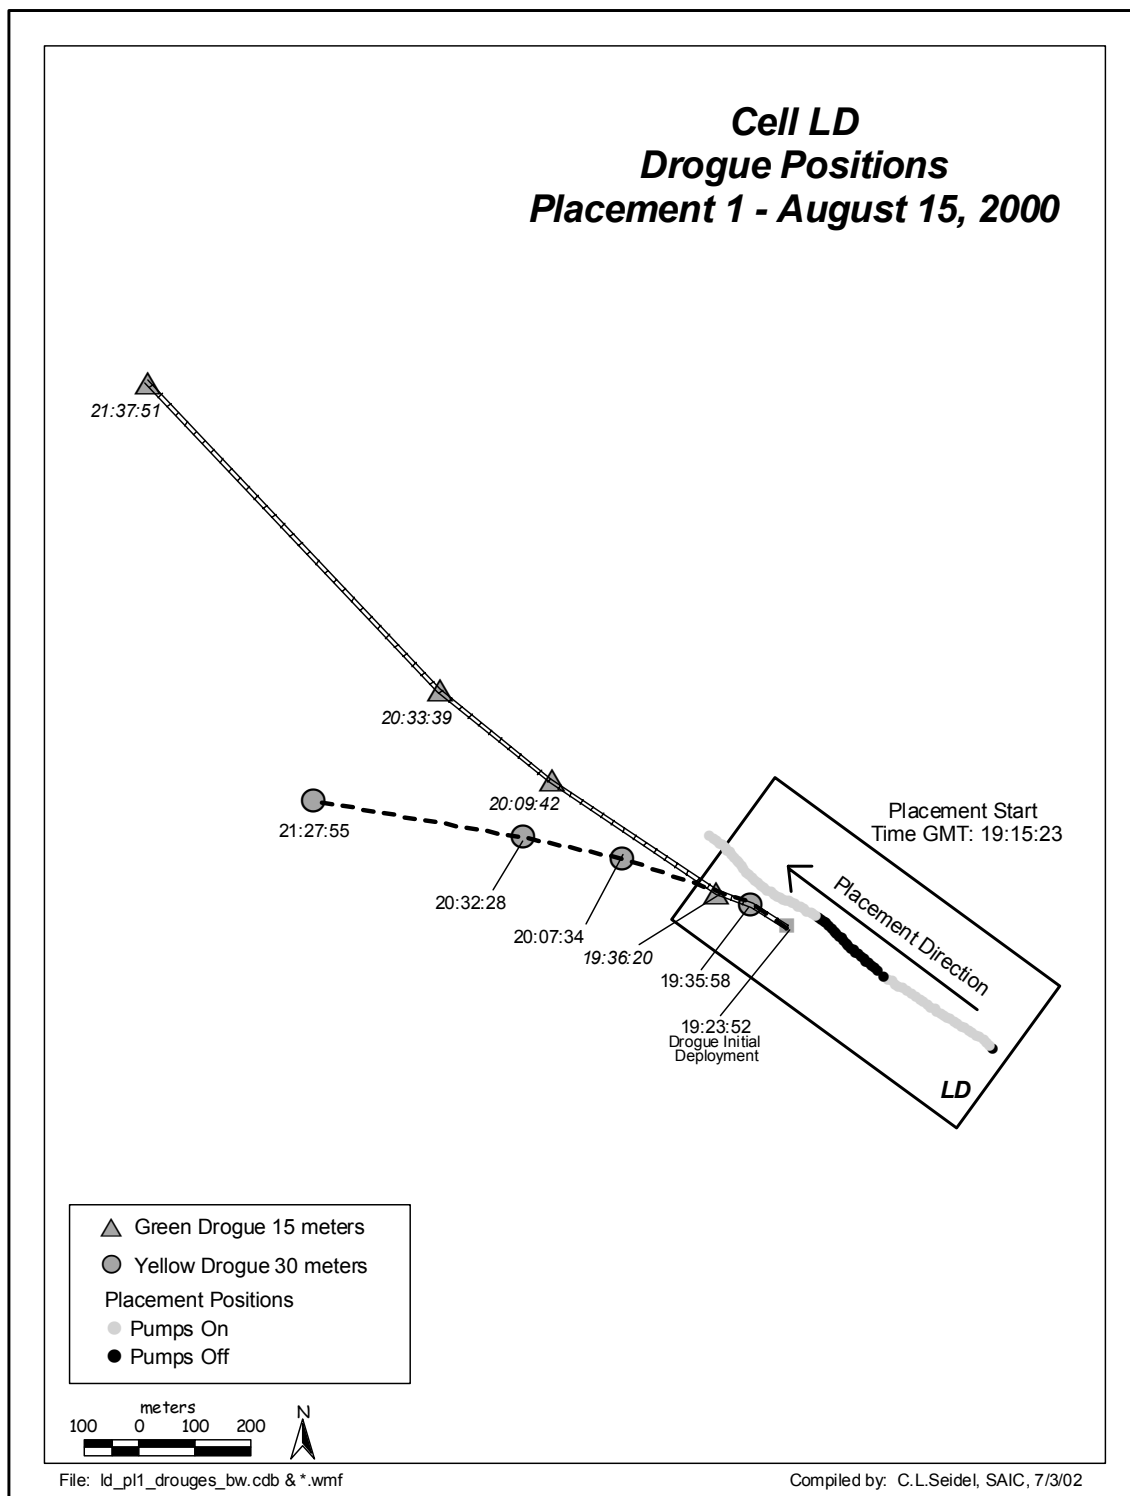 Cell LD
Drogue Positions
Placement 1 - August 15, 2000
21:37:51
20:33:39
20:09:42
21:27:55
Placement Start
Time GMT: 19:15:23
Placement Direction
20:32:28
20:07:34
19:36:20
19:35:58
19:23:52
Drogue Initial
Deployment
LD
Green Drogue 15 meters
Yellow Drogue 30 meters
Placement Positions
Pumps On
Pumps Off
meters
100 0 100 200
N
File: ld_pl1_drouges_bw.cdb & *.wmf
Compiled by: C.L.Seidel, SAIC, 7/3/02